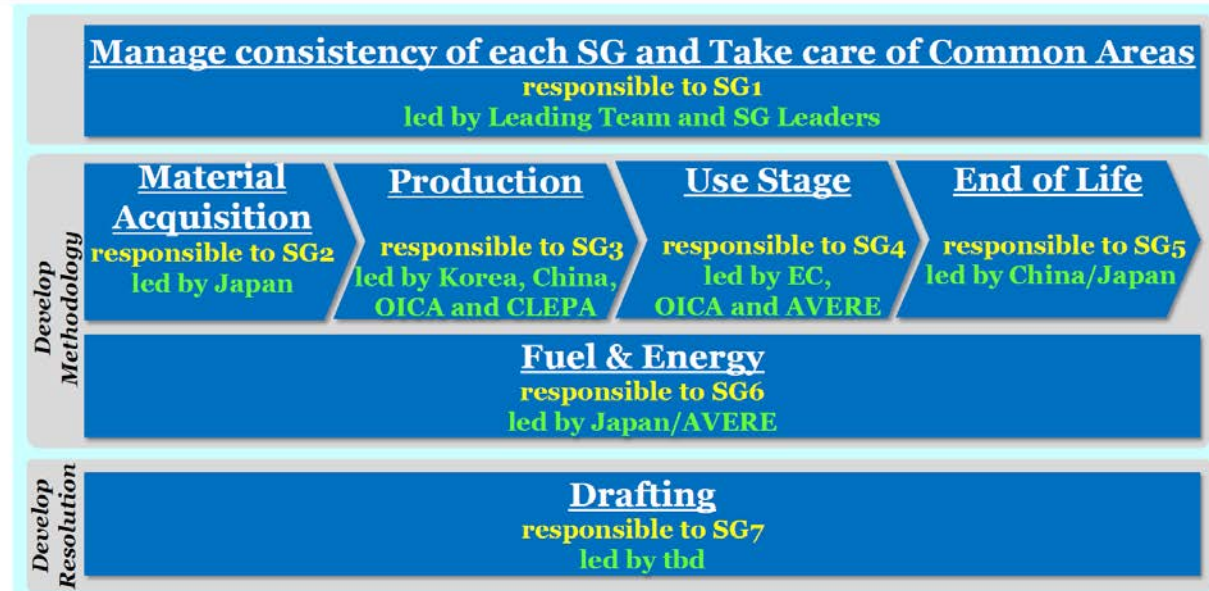 Manage consistency of each SG and Take care of Common Areas
responsible to SG1
led by Leading Team and SG Leaders
Develop
Methodology
Material
Acquisition
responsible to SG2
led by Japan
Production
responsible to SG3
led by Korea, China,
OICA and CLEPA
Use Stage
responsible to SG4
led by EC,
OICA and AVERE
End of Life
responsible to SG5
led by China/Japan
Fuel & Energy
responsible to SG6
led by Japan/AVERE
Develop
Resolution
Drafting
responsible to SG7
led by tbd